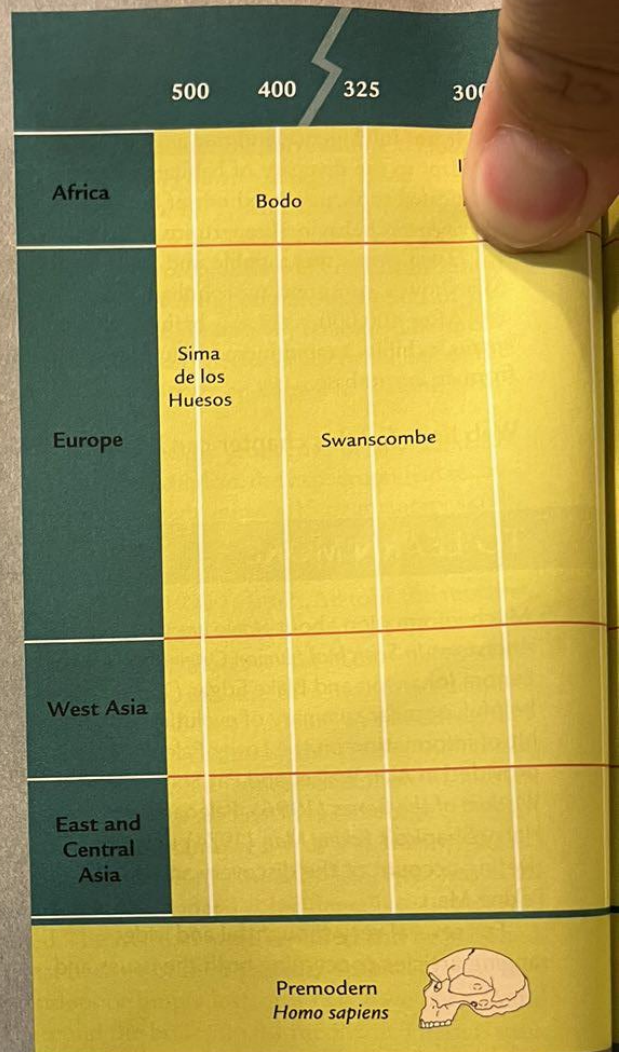 500 400 325 300
Africa
Bodo
Sima
de los
Huesos
Europe
Swanscombe
West Asia
East and
Central
Asia
Premodern
Homo sapiens